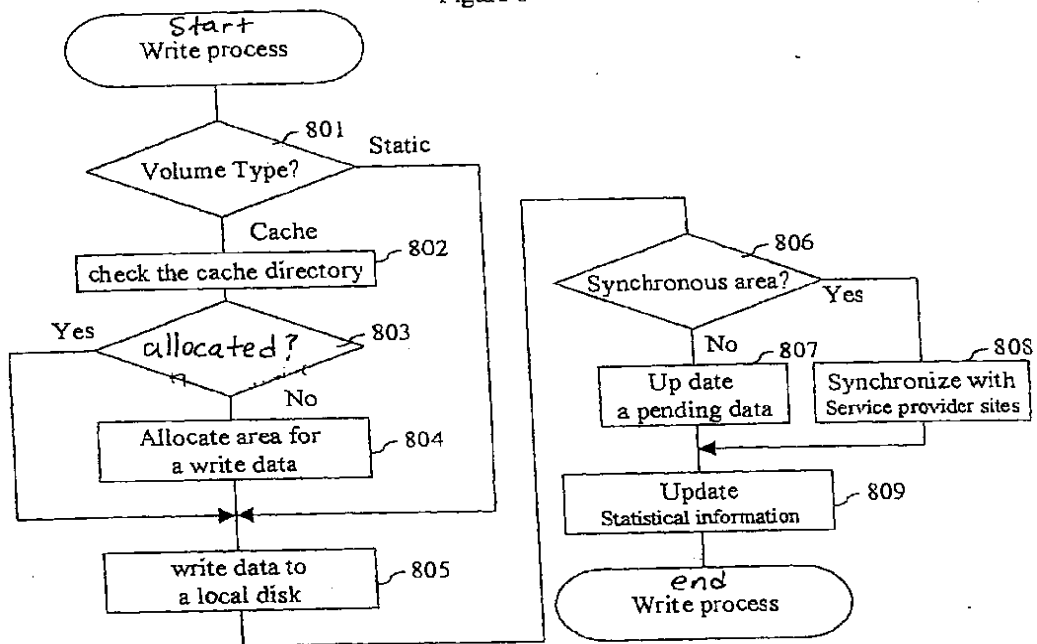 Start
Write process
801
Volume Type?
Static
Cache
802
check the cache directory
Yes
803
allocated?
No
Allocate area for
a write data
804
write data to
a local disk
805
806
Synchronous area?
Yes
No
807
Up date
a pending data
808
Synchronize with
Service provider sites
Update
Statistical information
809
end
Write process